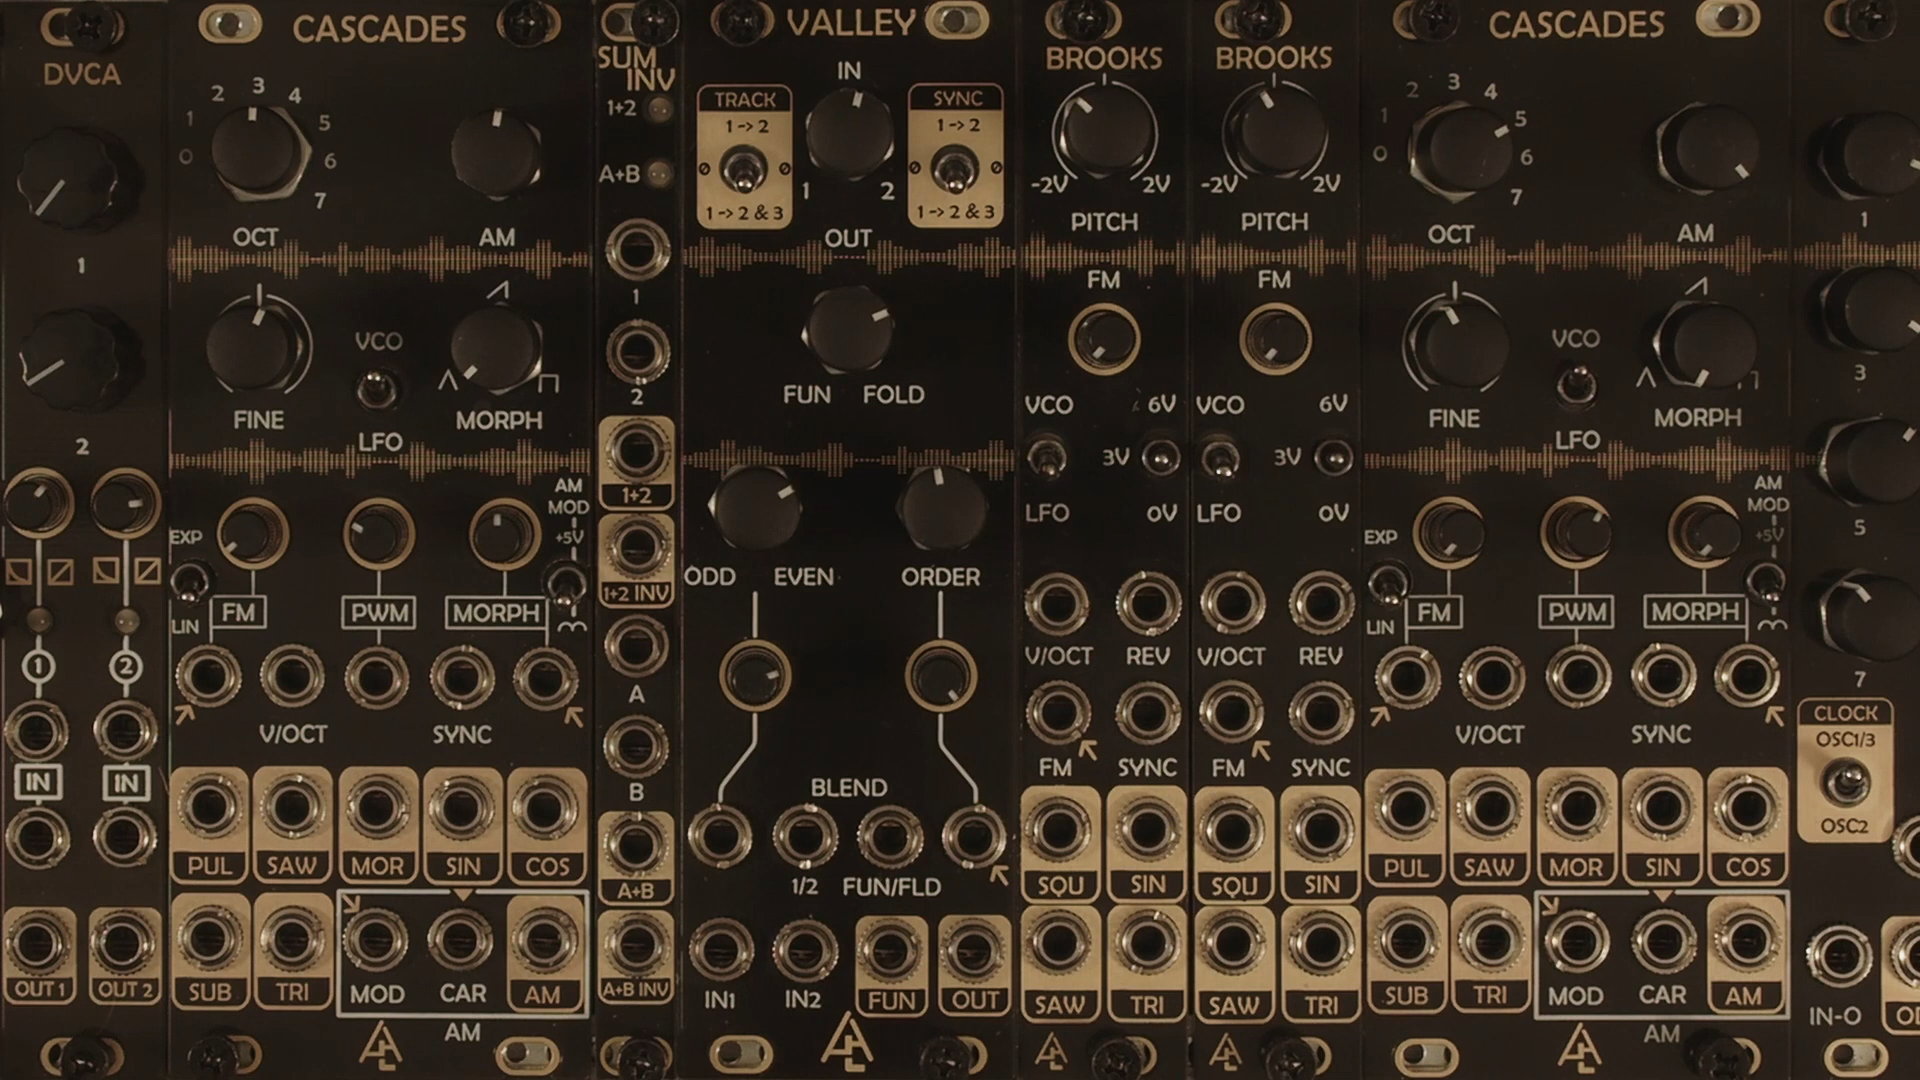 DVCA
1
2
1
2
IN
IN
OUT 1
OUT 2
CASCADES
0
1
2
3
4
5
6
7
OCT
AM
FINE
VCO
LFO
MORPH
EXP
LIN
FM
PWM
MORPH
AM
MOD
+5V
V/OCT
SYNC
PUL
SAW
MOR
SIN
COS
SUB
TRI
MOD
CAR
AM
AM
SUM
INV
1+2
A+B
1
2
1+2
1+2 INV
A
B
A+B
A+B INV
VALLEY
TRACK
1->2
1->2 & 3
IN
1
2
OUT
SYNC
1->2
1->2 & 3
FUN
FOLD
ODD
EVEN
ORDER
BLEND
1/2
FUN/FLD
IN1
IN2
FUN
OUT
BROOKS
-2V
2V
PITCH
FM
VCO
6V
3V
LFO
0V
V/OCT
REV
FM
SYNC
SQU
SIN
SAW
TRI
BROOKS
-2V
2V
PITCH
FM
VCO
6V
3V
LFO
0V
V/OCT
REV
FM
SYNC
SQU
SIN
SAW
TRI
CASCADES
0
1
2
3
4
5
6
7
OCT
AM
FINE
VCO
LFO
MORPH
EXP
LIN
FM
PWM
MORPH
AM
MOD
+5V
V/OCT
SYNC
PUL
SAW
MOR
SIN
COS
SUB
TRI
MOD
CAR
AM
AM
1
3
5
7
CLOCK
OSC1/3
OSC2
IN-0